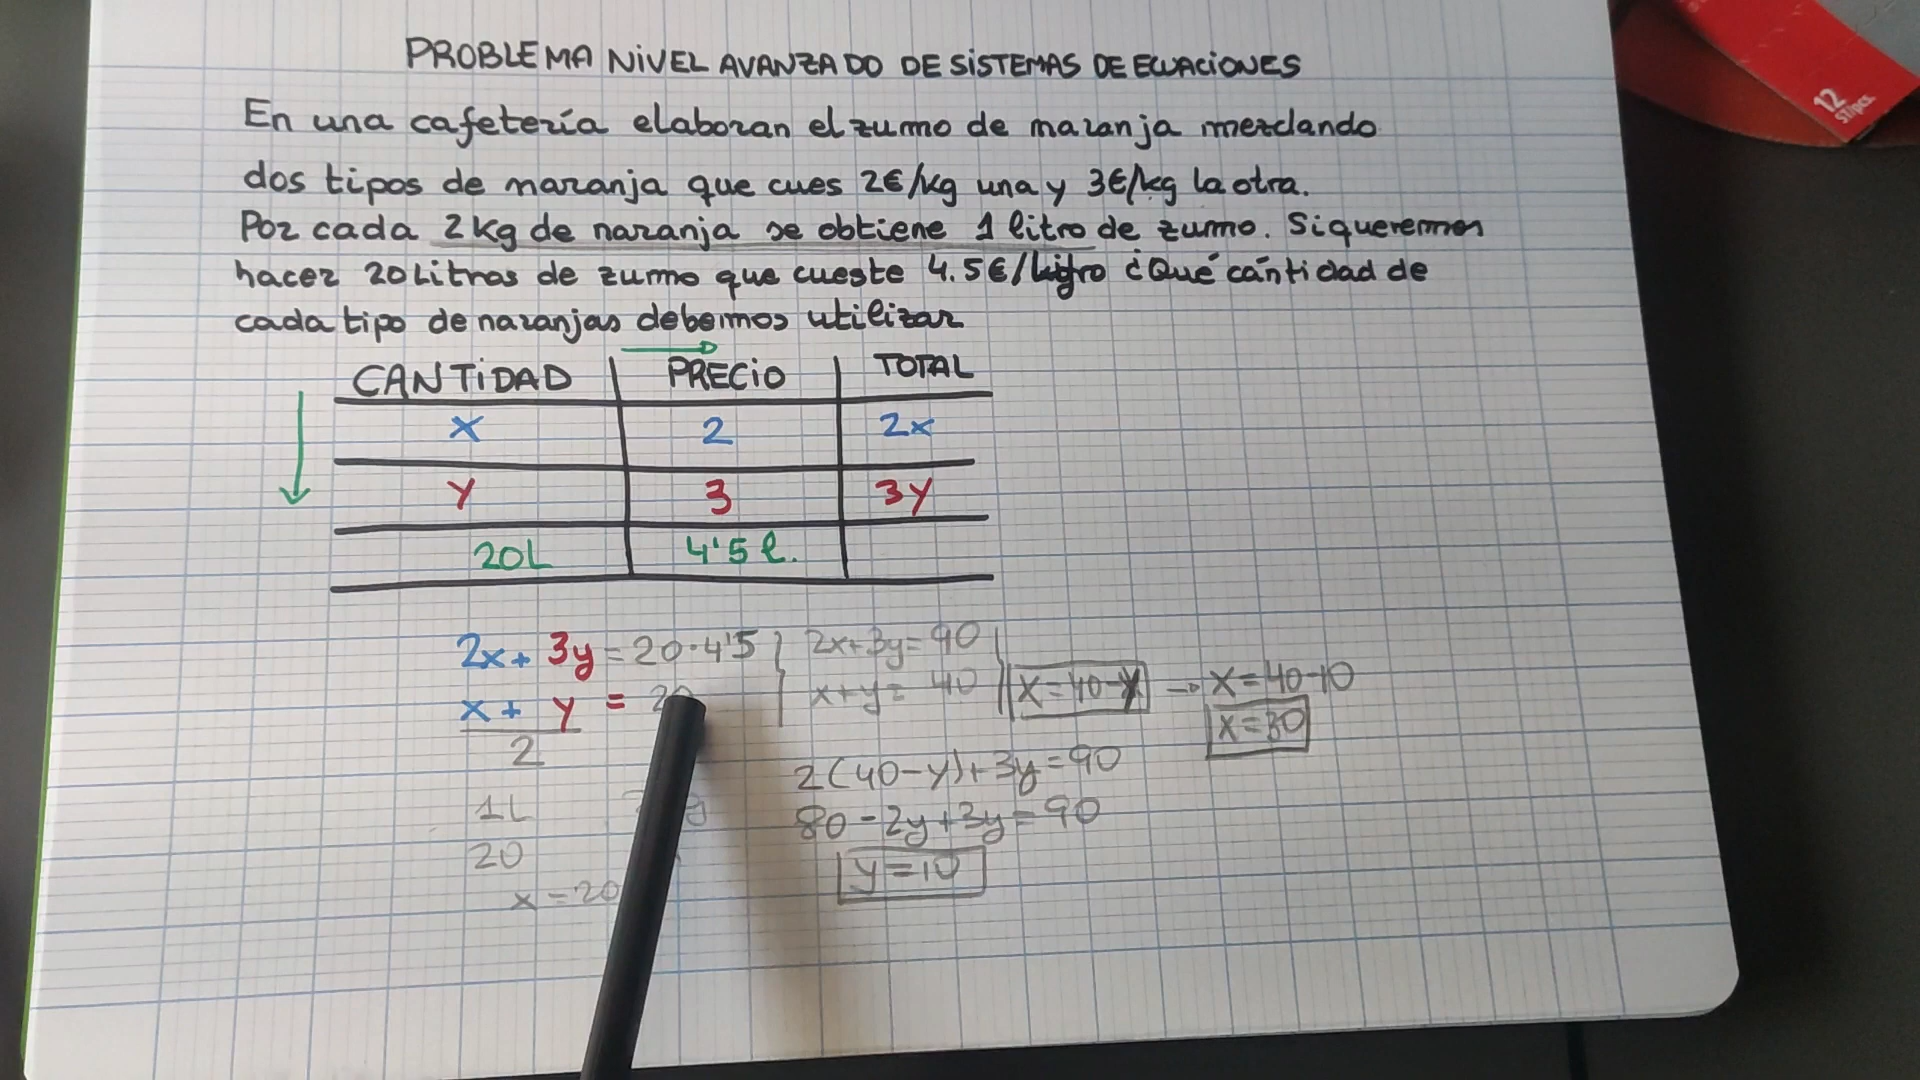 PROBLEMA NIVEL AVANZADO DE SISTEMAS DE ECUACIONES
En una cafetería elaboran el zumo de naranja mezclando
dos tipos de naranja que cues 2€/kg una y 3€/kg la otra.
Por cada 2 Kg de naranja se obtiene 1 litro de zumo. Si queremos
hacer 20 Litros de zumo que cueste 4.5€/litro ¿Qué cantidad de
cada tipo de naranjas debemos utilizar
CANTIDAD PRECIO TOTAL
x 2 2x
y 3 3y
20L 4'5 l.
2x + 3y = 20·4'5 2x+3y=90
x + y = x+y= 40 x=40-y → x=40-10
2 x=30
2(40-y)+3y=90
1L 80-2y+3y=90
20 y=10
x=20
12
St/pcs.